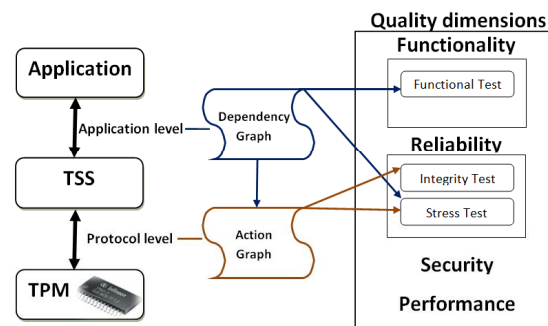 Quality dimensions
Functionality
Functional Test
Reliability
Integrity Test
Stress Test
Security
Performance
Application
Application level
Dependency
Graph
TSS
Protocol level
Action
Graph
TPM
Infineon